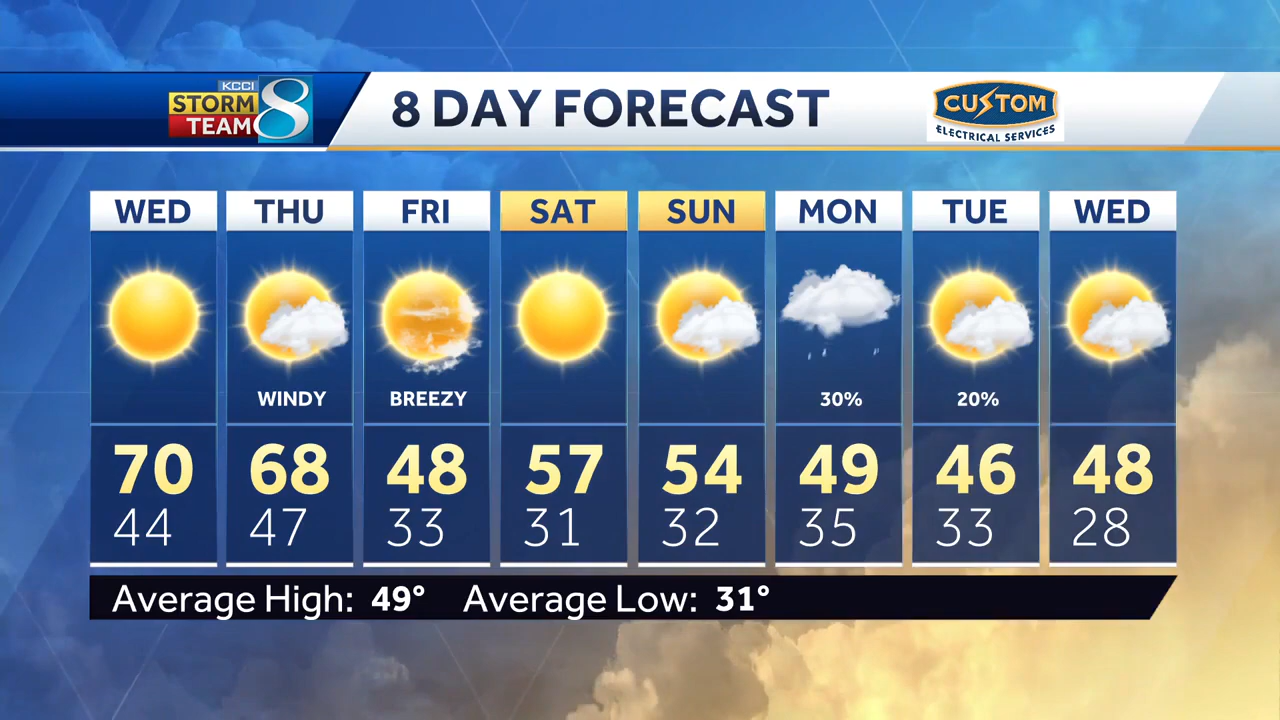 KCCI
STORM
TEAM 8
8 DAY FORECAST
CUSTOM
ELECTRICAL SERVICES
WED THU FRI SAT SUN MON TUE WED
WINDY BREEZY 30% 20%
70 68 48 57 54 49 46 48
44 47 33 31 32 35 33 28
Average High: 49° Average Low: 31°